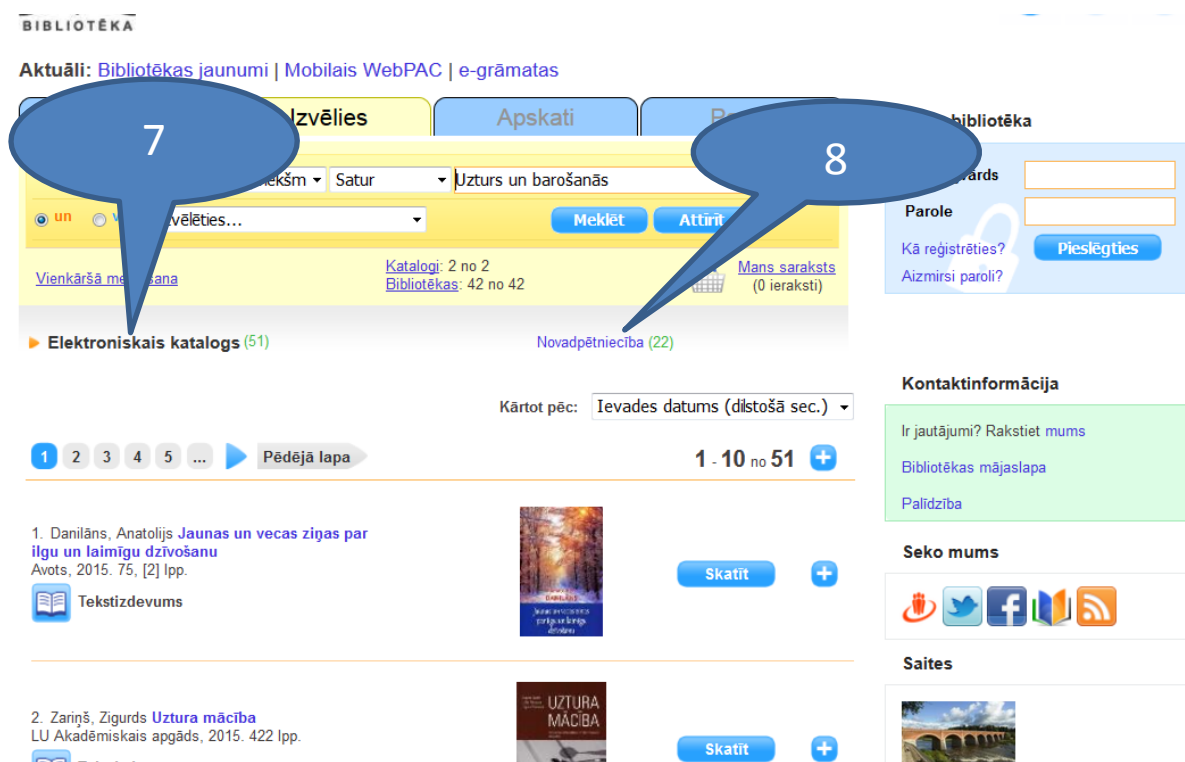 BIBLIOTĒKA
Aktuāli: Bibliotēkas jaunumi | Mobilais WebPAC | e-grāmatas
Izvēlies
Apskati
7
8
bibliotēka
Satur
Uzturs un barošanās
un
Meklēt
Attīrīt
Parole
Kā reģistrēties?
Pieslēgties
Aizmirsi paroli?
Vienkāršā
Katalogi: 2 no 2
Bibliotēkas: 42 no 42
Mans saraksts
(0 ieraksti)
Elektroniskais katalogs (51)
Novadpētniecība (22)
Kontaktinformācija
Kārtot pēc: Ievades datums (dilstošā sec.)
Ir jautājumi? Rakstiet mums
1 2 3 4 5 ... Pēdējā lapa
1 - 10 no 51
Bibliotēkas mājaslapa
Palīdzība
1. Danilāns, Anatolijs Jaunas un vecas ziņas par
ilgu un laimīgu dzīvošanu
Avots, 2015. 75, [2] lpp.
Tekstizdevums
Skatīt
Seko mums
Saites
2. Zariņš, Zigurds Uztura mācība
LU Akadēmiskais apgāds, 2015. 422 lpp.
UZTURA
MĀCĪBA
Skatīt